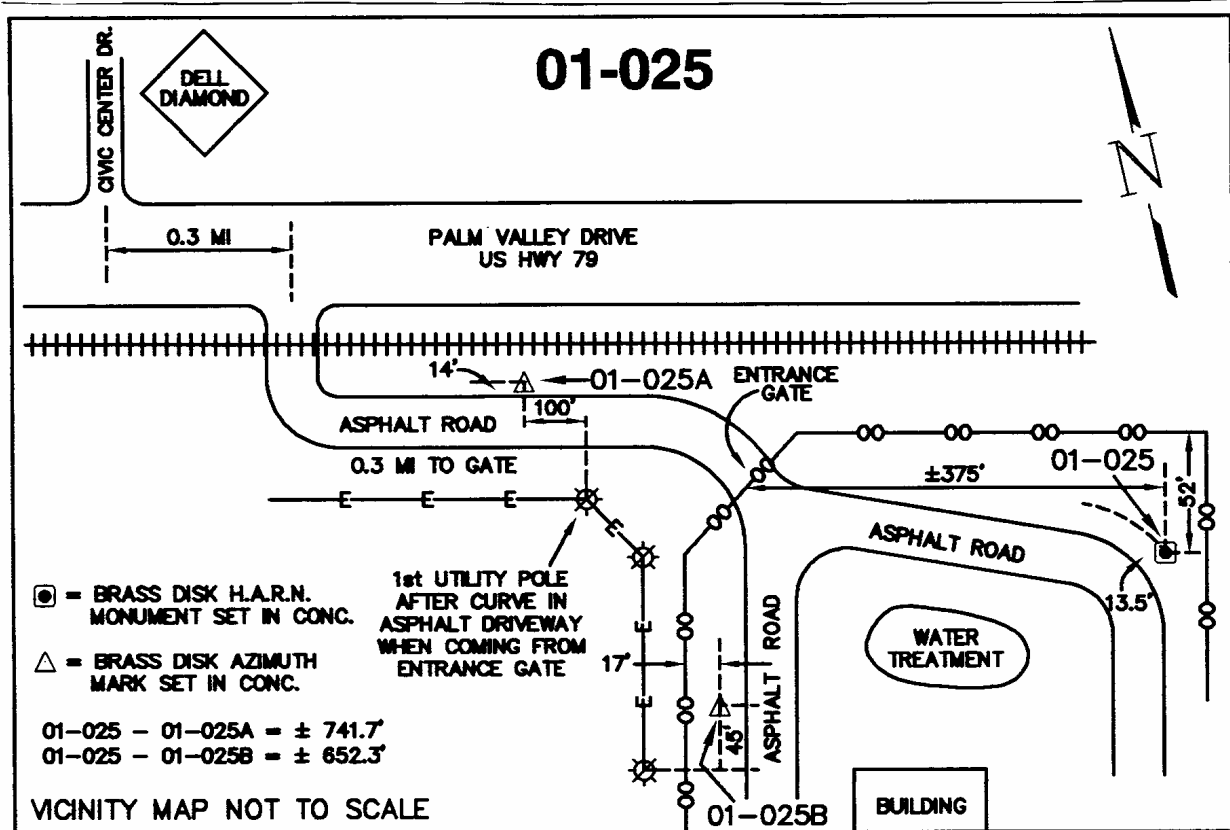 01-025
CIVIC CENTER DR.
DELL
DIAMOND
N
0.3 MI
PALM VALLEY DRIVE
US HWY 79
14'
01-025A
100'
ENTRANCE
GATE
ASPHALT ROAD
0.3 MI TO GATE
01-025
±375'
52'
E E E
E
ASPHALT ROAD
13.5'
1st UTILITY POLE
AFTER CURVE IN
ASPHALT DRIVEWAY
WHEN COMING FROM
ENTRANCE GATE
= BRASS DISK H.A.R.N.
MONUMENT SET IN CONC.
= BRASS DISK AZIMUTH
MARK SET IN CONC.
E
17'
E
45'
ASPHALT ROAD
WATER
TREATMENT
01-025 - 01-025A = ± 741.7'
01-025 - 01-025B = ± 652.3'
VICINITY MAP NOT TO SCALE
01-025B
BUILDING